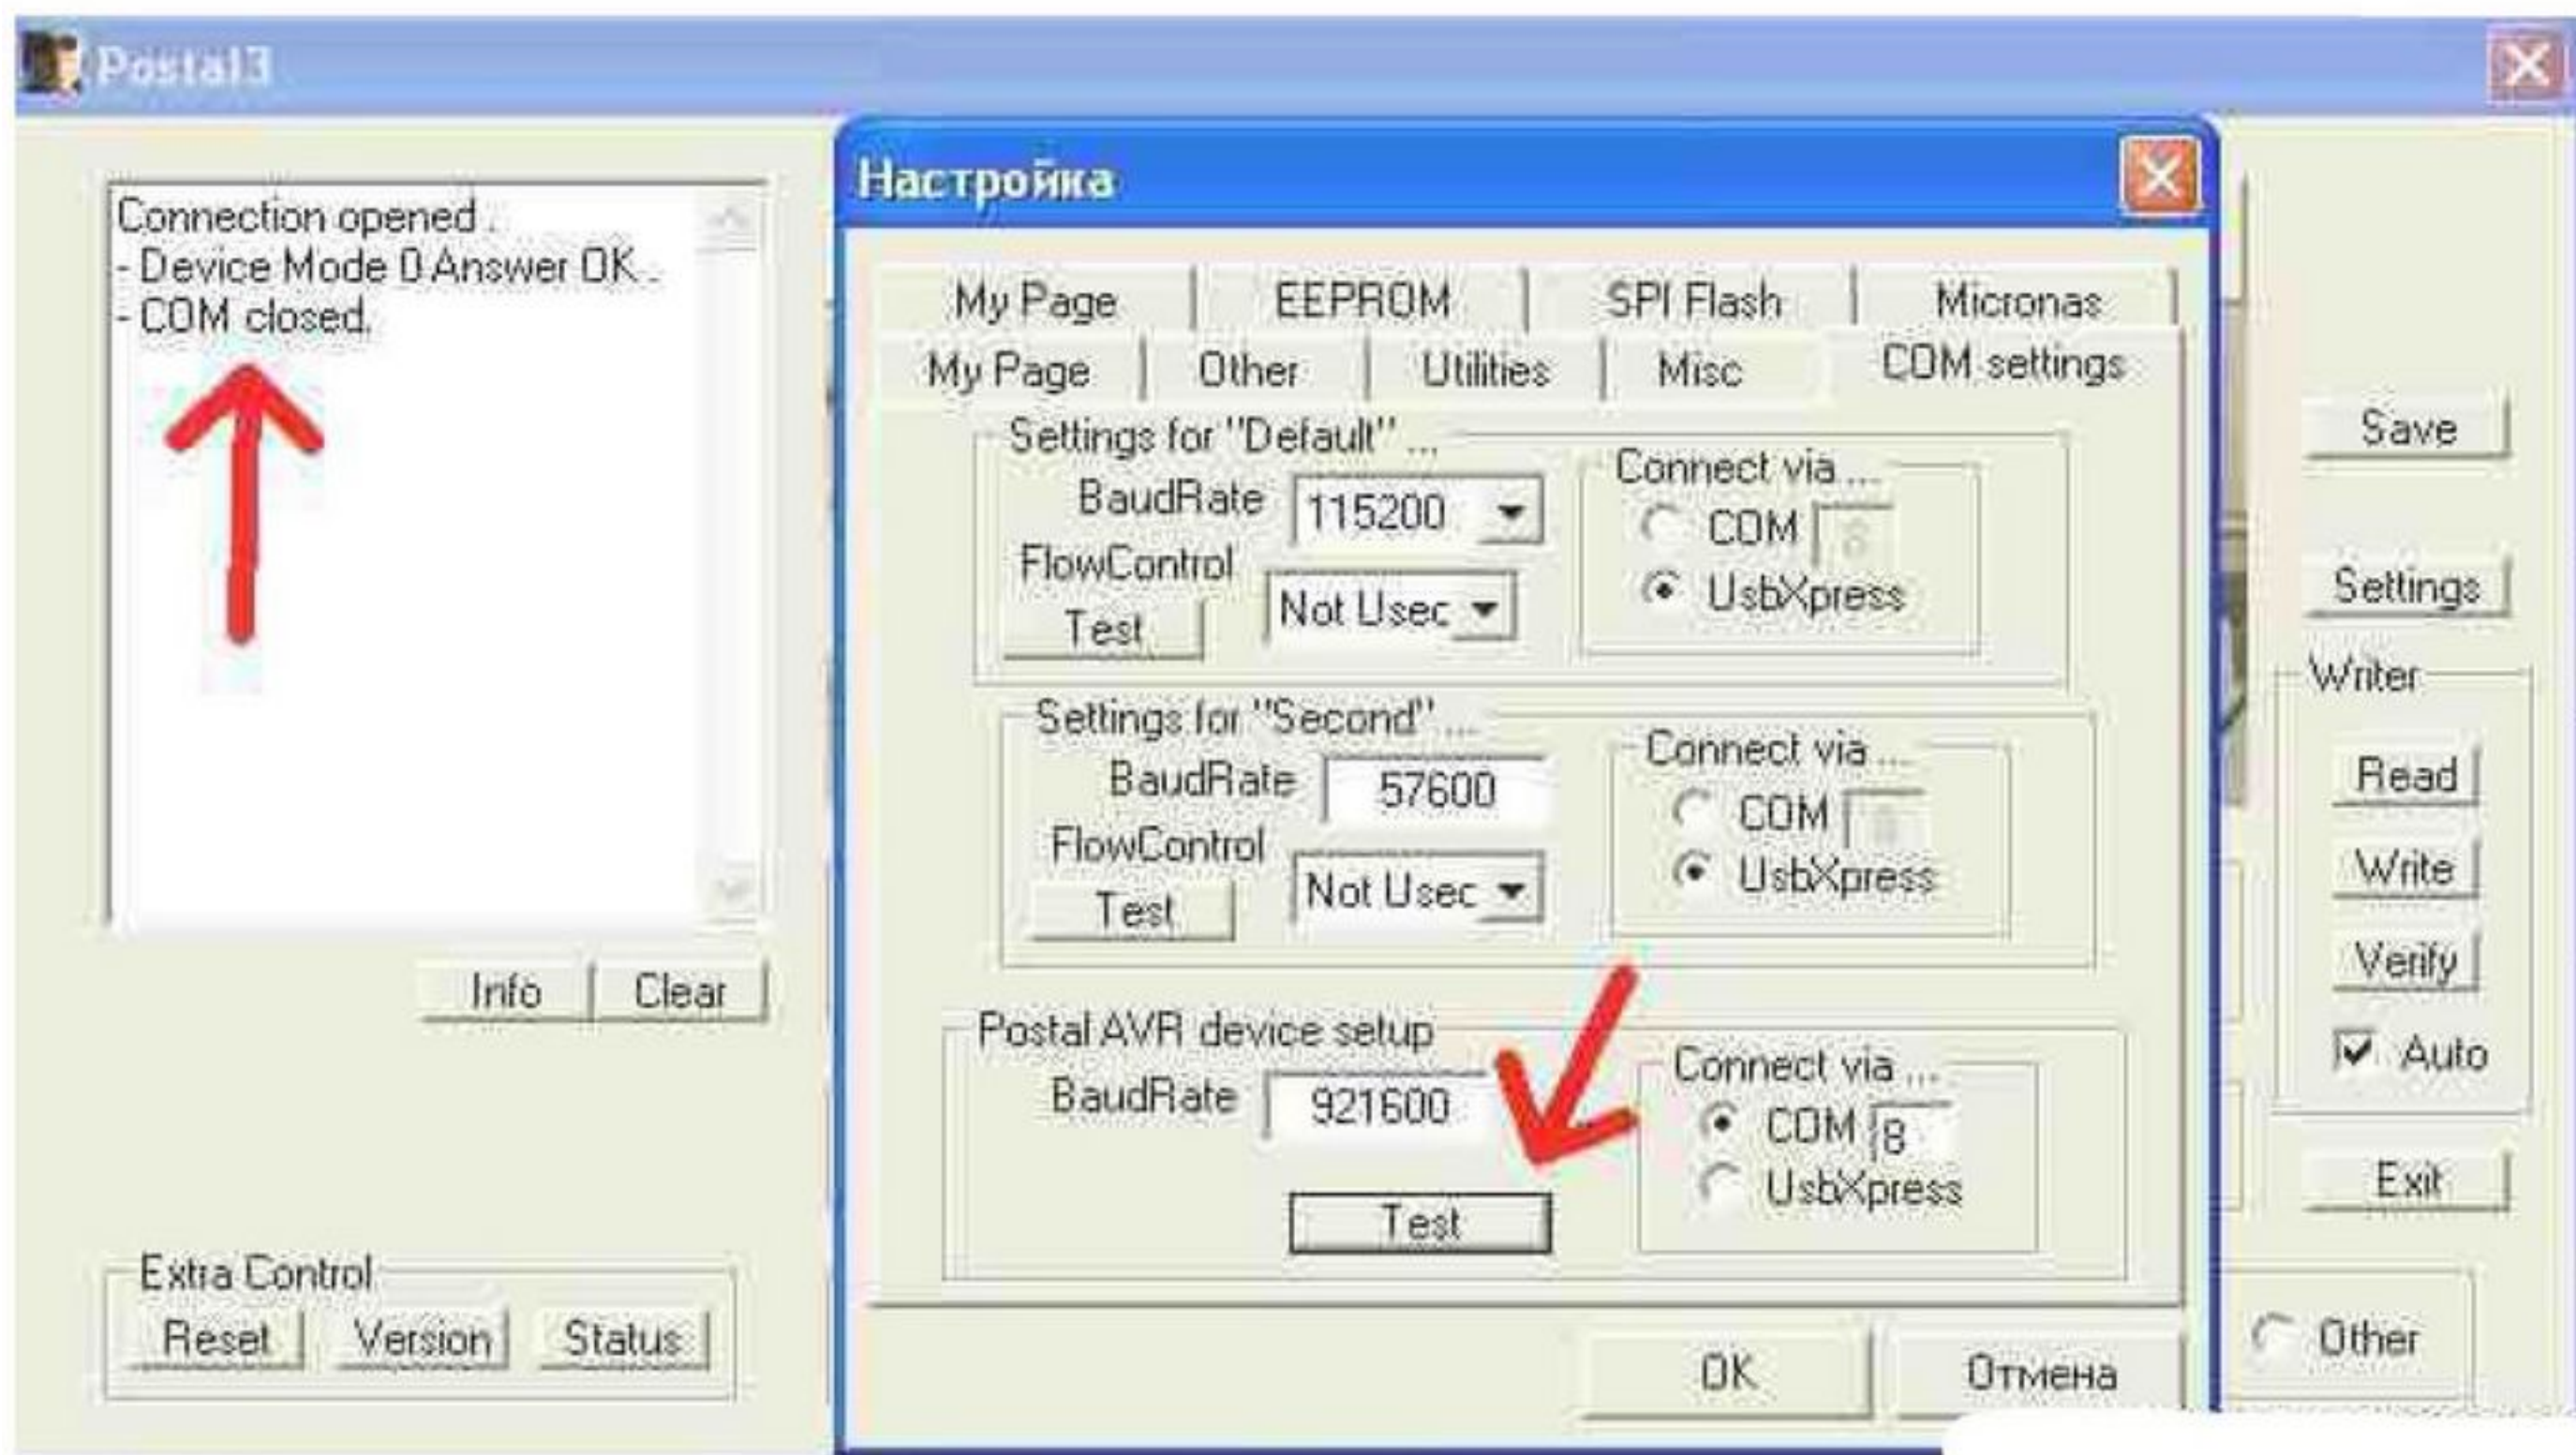 Postal3
Connection opened .
- Device Mode 0 Answer OK .
- COM closed.
Info
Clear
Extra Control
Reset
Version
Status
Настройка
My Page
EEPROM
SPI Flash
Micronas
My Page
Other
Utilities
Misc
COM settings
Settings for "Default" ...
BaudRate
115200
FlowControl
Not Usec
Test
Connect via ...
COM
UsbXpress
Settings for "Second" ...
BaudRate
57600
FlowControl
Not Usec
Test
Connect via ...
COM
UsbXpress
Postal AVR device setup
BaudRate
921600
Test
Connect via ...
COM 8
UsbXpress
OK
Отмена
Save
Settings
Writer
Read
Write
Verify
Auto
Exit
Other